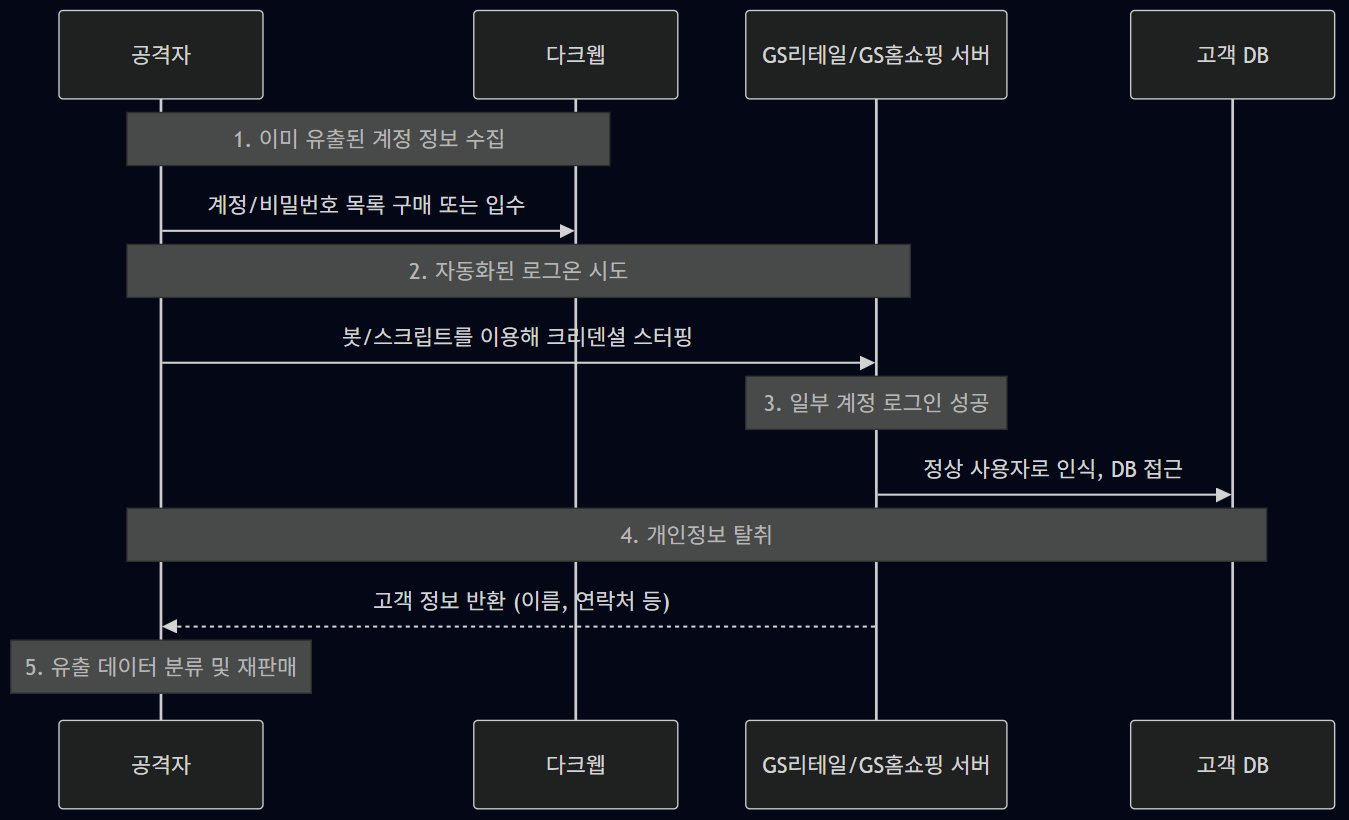 공격자
다크웹
GS리테일/GS홈쇼핑 서버
고객 DB
1. 이미 유출된 계정 정보 수집
계정/비밀번호 목록 구매 또는 입수
2. 자동화된 로그온 시도
봇/스크립트를 이용해 크리덴셜 스터핑
3. 일부 계정 로그인 성공
정상 사용자로 인식, DB 접근
4. 개인정보 탈취
고객 정보 반환 (이름, 연락처 등)
5. 유출 데이터 분류 및 재판매
공격자
다크웹
GS리테일/GS홈쇼핑 서버
고객 DB